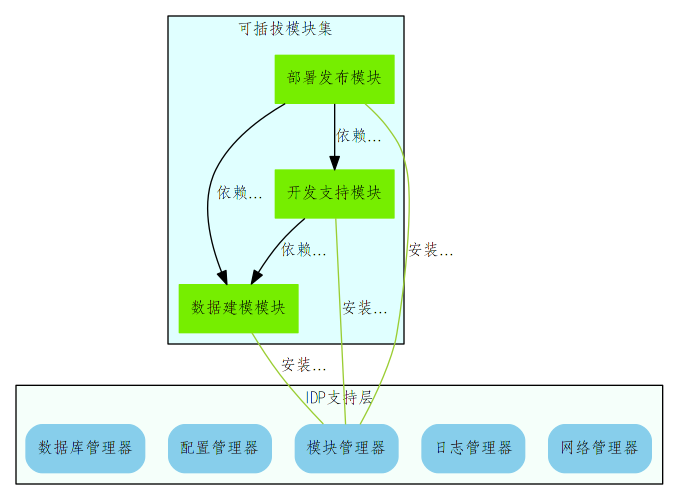 可插拔模块集
部署发布模块
依赖...
开发支持模块
依赖...
依赖...
安装...
数据建模模块
安装...
安装...
IDP支持层
数据库管理器
配置管理器
模块管理器
日志管理器
网络管理器